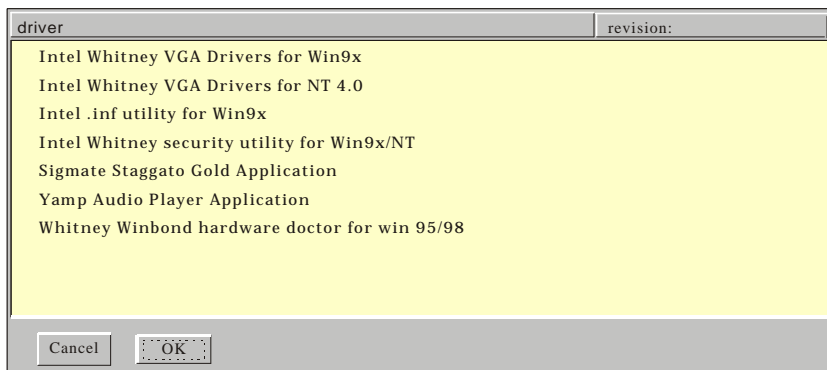 driver revision:
Intel Whitney VGA Drivers for Win9x
Intel Whitney VGA Drivers for NT 4.0
Intel .inf utility for Win9x
Intel Whitney security utility for Win9x/NT
Sigmate Staggato Gold Application
Yamp Audio Player Application
Whitney Winbond hardware doctor for win 95/98
Cancel OK